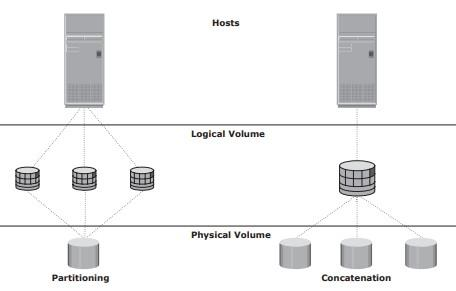 Hosts
Logical Volume
Physical Volume
Partitioning
Concatenation